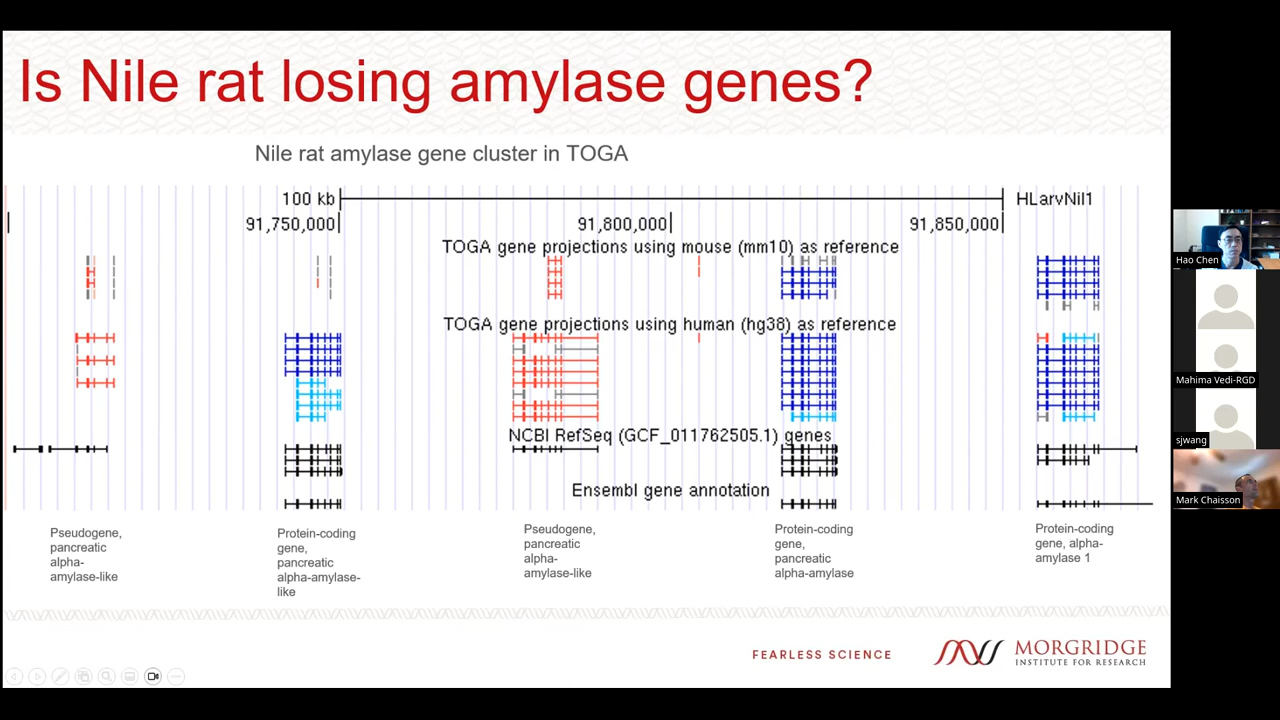 Is Nile rat losing amylase genes?
Nile rat amylase gene cluster in TOGA
100 kb
HLarvNil1
91,750,000
91,800,000
91,850,000
TOGA gene projections using mouse (mm10) as reference
TOGA gene projections using human (hg38) as reference
NCBI RefSeq (GCF_011762505.1) genes
Ensembl gene annotation
Pseudogene,
pancreatic
alpha-
amylase-like
Protein-coding
gene,
pancreatic
alpha-amylase-
like
Pseudogene,
pancreatic
alpha-
amylase-like
Protein-coding
gene,
pancreatic
alpha-amylase
Protein-coding
gene, alpha-
amylase 1
FEARLESS SCIENCE
MORGRIDGE
INSTITUTE FOR RESEARCH
Hao Chen
Mahima Vedi-RGD
sjwang
Mark Chaisson